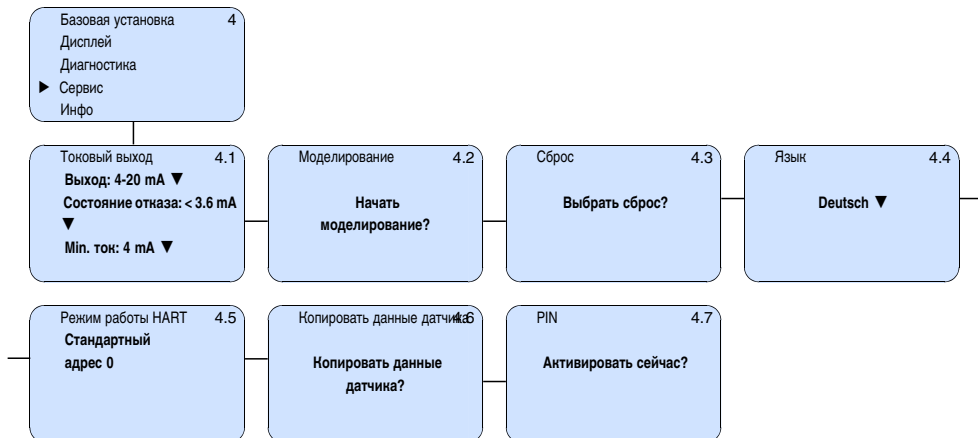 Базовая установка 4
Дисплей
Диагностика
▶ Сервис
Инфо
Токовый выход 4.1
Выход: 4-20 mA ▼
Состояние отказа: < 3.6 mA
▼
Min. ток: 4 mA ▼
Моделирование 4.2
Начать
моделирование?
Сброс 4.3
Выбрать сброс?
Язык 4.4
Deutsch ▼
Режим работы HART 4.5
Стандартный
адрес 0
Копировать данные датчика 4.6
Копировать данные
датчика?
PIN 4.7
Активировать сейчас?